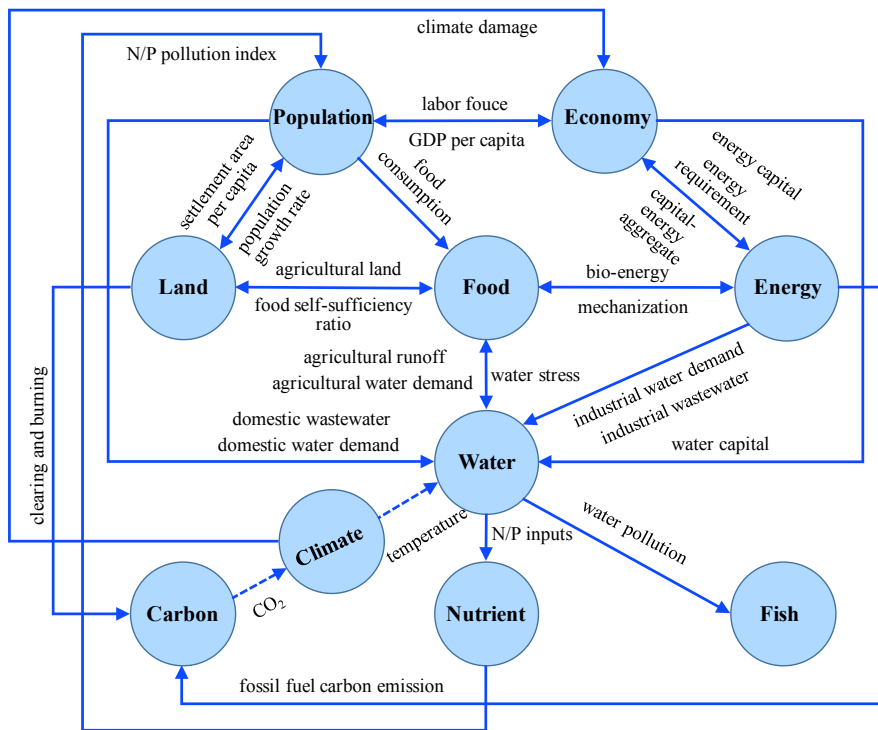 climate damage
N/P pollution index
Population
labor fouce
GDP per capita
Economy
settlement area
per capita
population
growth rate
food
consumption
energy capital
energy
requirement
capital-
energy
aggregate
Land
agricultural land
food self-sufficiency
ratio
Food
bio-energy
mechanization
Energy
agricultural runoff
agricultural water demand
water stress
industrial water demand
industrial wastewater
domestic wastewater
domestic water demand
Water
water capital
clearing and burning
Climate
temperature
N/P inputs
water pollution
Carbon
CO₂
Nutrient
Fish
fossil fuel carbon emission